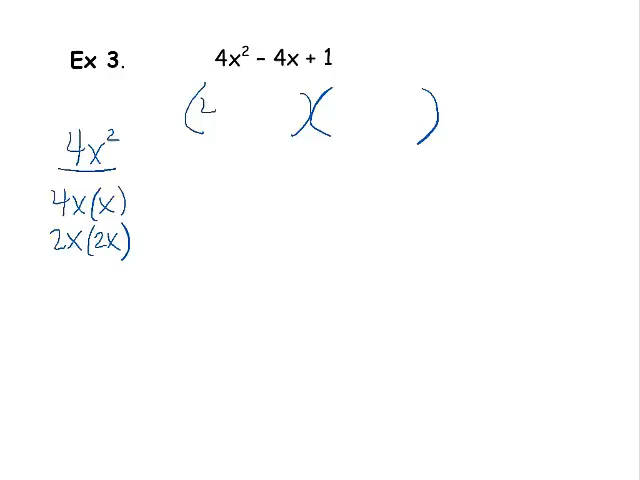 Ex 3. 4x² – 4x + 1
(2 )( )
4x²
4x(x)
2x(2x)